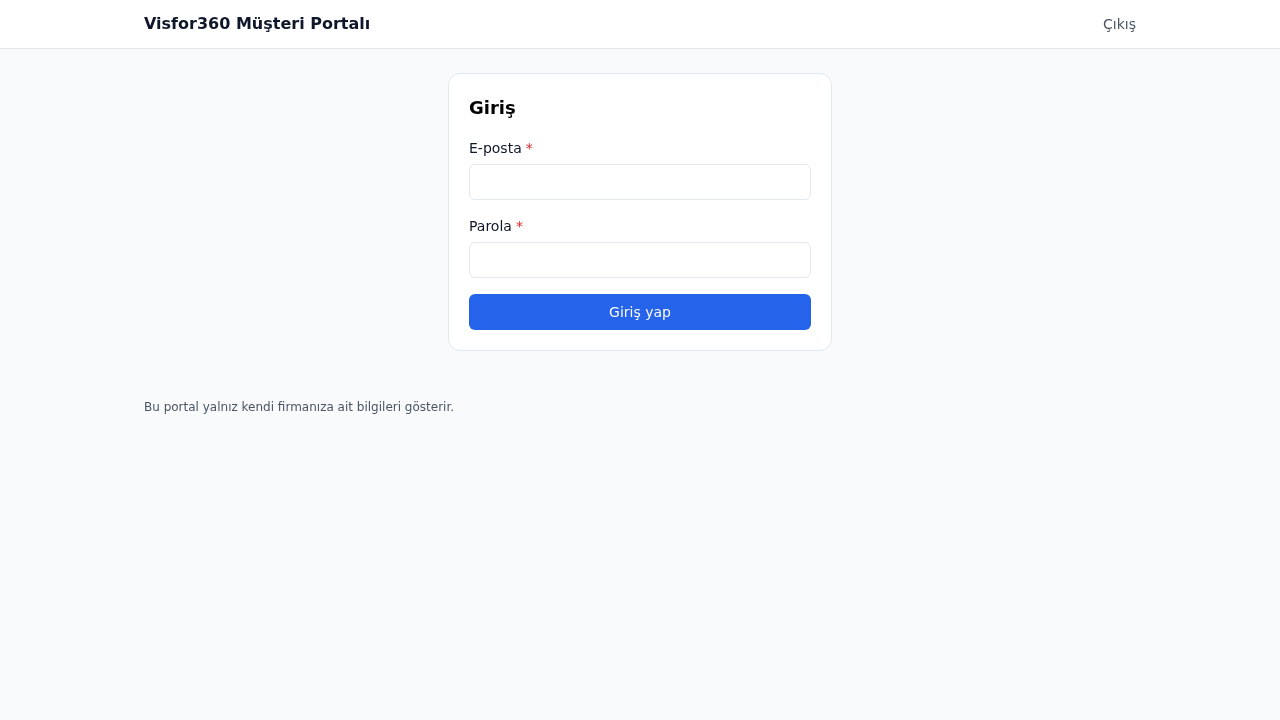 Visfor360 Müşteri Portalı
Çıkış
Giriş
E-posta *
Parola *
Giriş yap
Bu portal yalnız kendi firmanıza ait bilgileri gösterir.